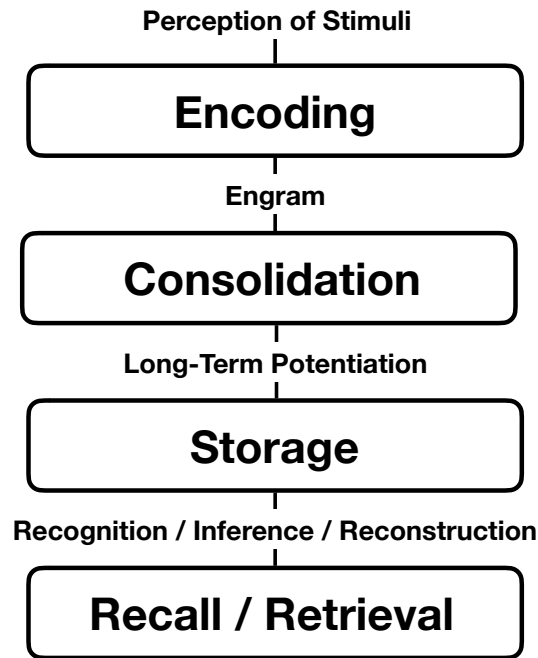 Perception of Stimuli
Encoding
Engram
Consolidation
Long-Term Potentiation
Storage
Recognition / Inference / Reconstruction
Recall / Retrieval